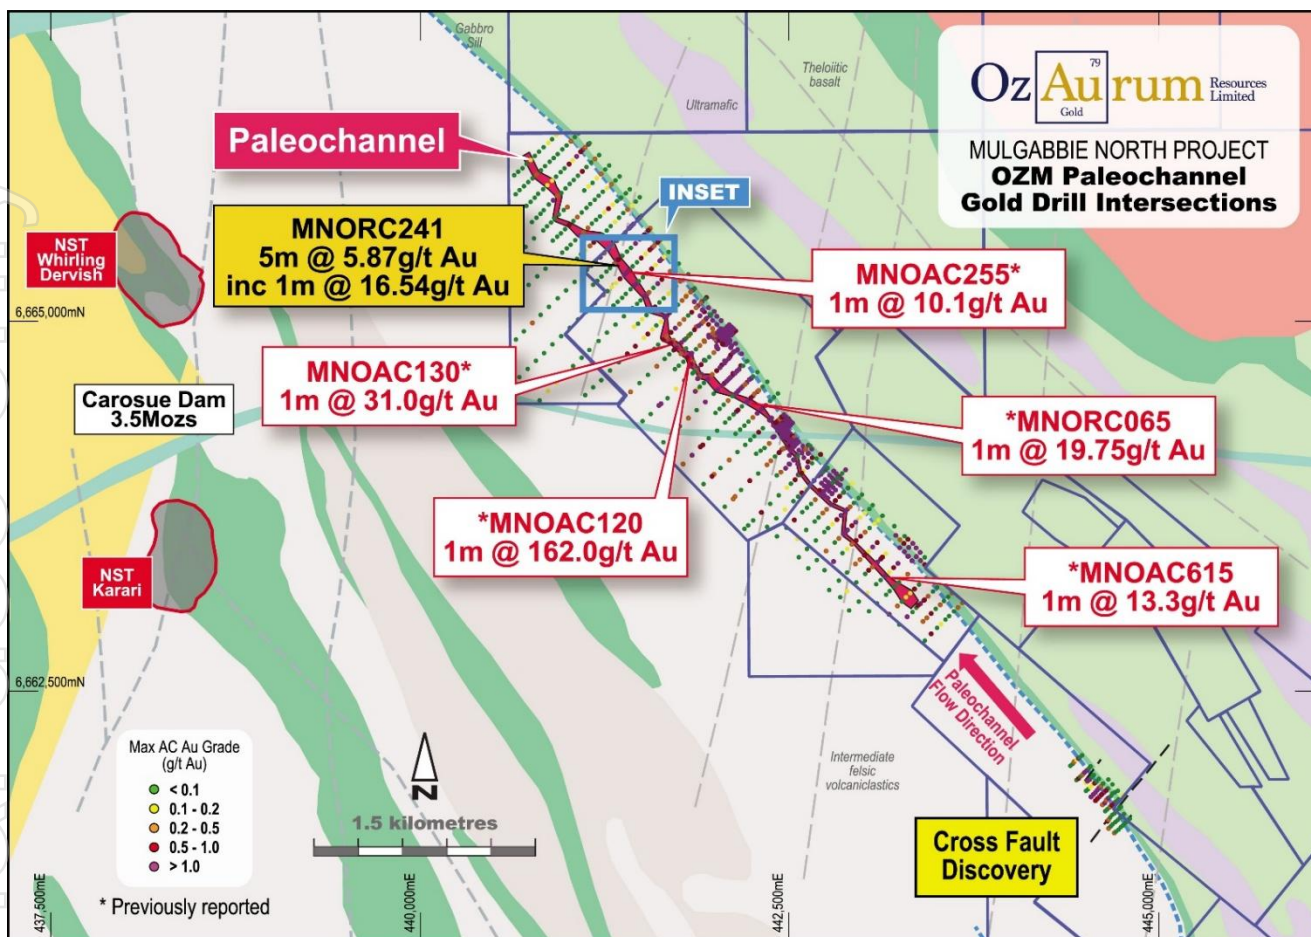 Gabbro
Sill
Theloiitic
basalt
Ultramafic
Oz Au rum Resources
Limited
79
Gold
MULGABBIE NORTH PROJECT
OZM Paleochannel
Gold Drill Intersections
Paleochannel
INSET
MNORC241
5m @ 5.87g/t Au
inc 1m @ 16.54g/t Au
NST
Whirling
Dervish
MNOAC255*
1m @ 10.1g/t Au
6,665,000mN
MNOAC130*
1m @ 31.0g/t Au
Carosue Dam
3.5Mozs
*MNORC065
1m @ 19.75g/t Au
*MNOAC120
1m @ 162.0g/t Au
NST
Karari
*MNOAC615
1m @ 13.3g/t Au
6,662,500mN
Paleochannel
Flow Direction
Intermediate
felsic
volcaniclastics
Max AC Au Grade
(g/t Au)
< 0.1
0.1 - 0.2
0.2 - 0.5
0.5 - 1.0
> 1.0
* Previously reported
N
1.5 kilometres
Cross Fault
Discovery
437,500mE
440,000mE
442,500mE
445,000mE